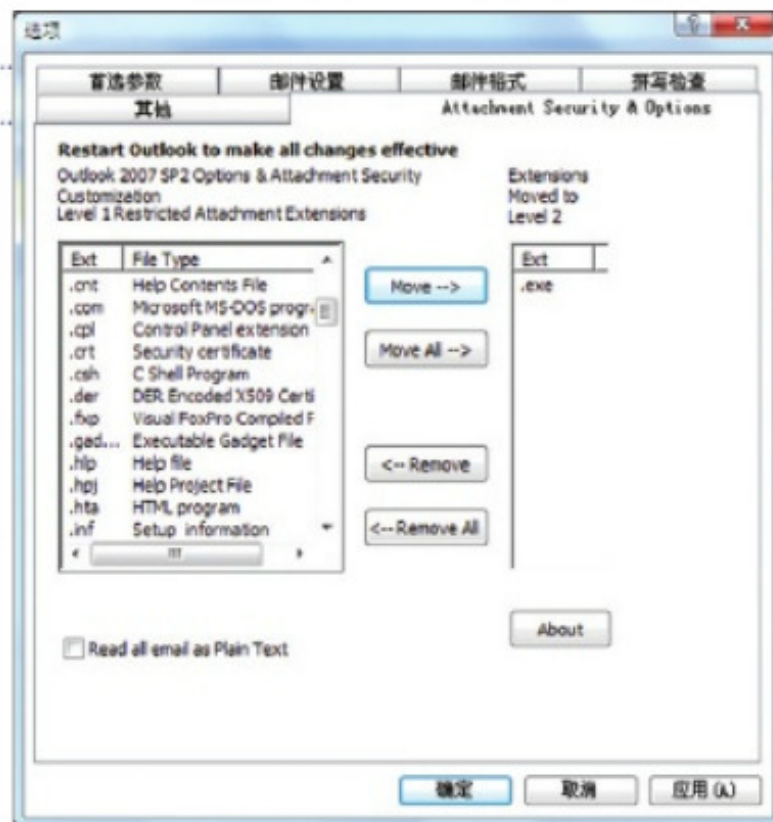 选项
首选参数 邮件设置 邮件格式 拼写检查
其他 Attachment Security & Options
Restart Outlook to make all changes effective
Outlook 2007 SP2 Options & Attachment Security
Customization
Level 1 Restricted Attachment Extensions
Extensions
Moved to
Level 2
Ext File Type
.cnt Help Contents File
.com Microsoft MS-DOS progr
.cpl Control Panel extension
.crt Security certificate
.csh C Shell Program
.der DER Encoded X509 Certi
.fxp Visual FoxPro Compiled F
.gad... Executable Gadget File
.hlp Help file
.hpj Help Project File
.hta HTML program
.inf Setup information
Move -->
Move All -->
<-- Remove
<-- Remove All
Ext
.exe
Read all email as Plain Text
About
确定 取消 应用 (A)